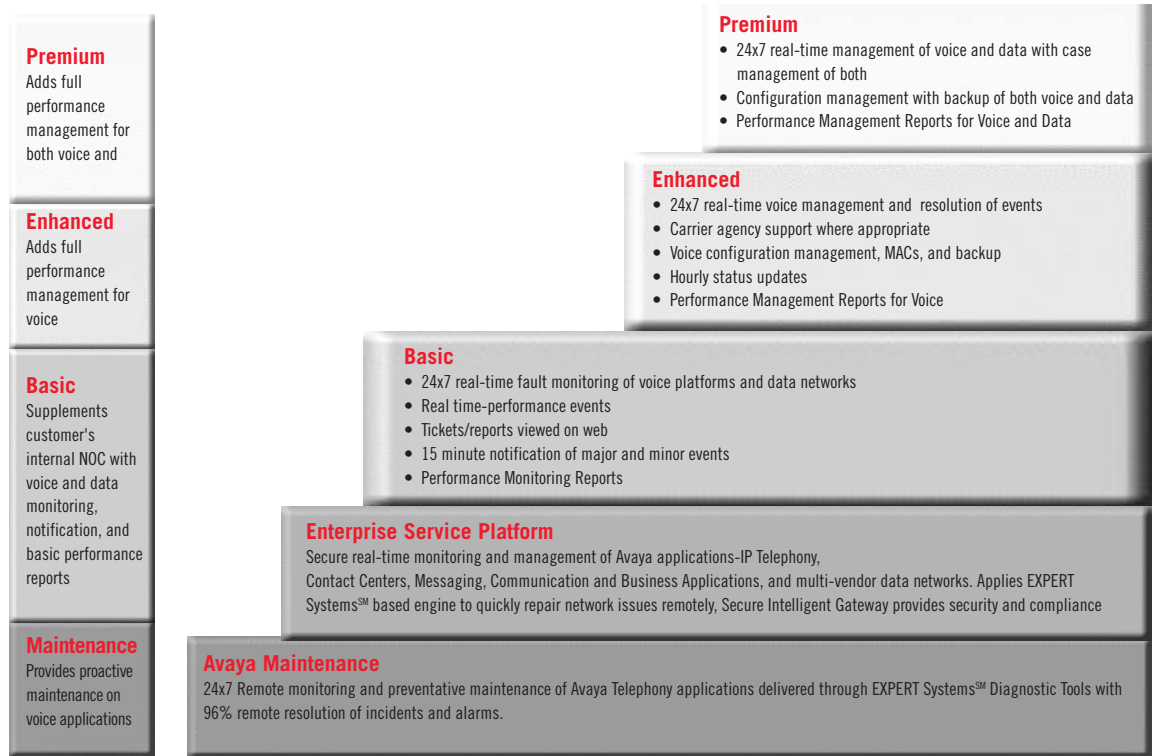 Premium
Adds full
performance
management for
both voice and
Enhanced
Adds full
performance
management for
voice
Basic
Supplements
customer's
internal NOC with
voice and data
monitoring,
notification, and
basic performance
reports
Maintenance
Provides proactive
maintenance on
voice applications
Premium
• 24x7 real-time management of voice and data with case
management of both
• Configuration management with backup of both voice and data
• Performance Management Reports for Voice and Data
Enhanced
• 24x7 real-time voice management and resolution of events
• Carrier agency support where appropriate
• Voice configuration management, MACs, and backup
• Hourly status updates
• Performance Management Reports for Voice
Basic
• 24x7 real-time fault monitoring of voice platforms and data networks
• Real time-performance events
• Tickets/reports viewed on web
• 15 minute notification of major and minor events
• Performance Monitoring Reports
Enterprise Service Platform
Secure real-time monitoring and management of Avaya applications-IP Telephony,
Contact Centers, Messaging, Communication and Business Applications, and multi-vendor data networks. Applies EXPERT
Systems℠ based engine to quickly repair network issues remotely, Secure Intelligent Gateway provides security and compliance
Avaya Maintenance
24x7 Remote monitoring and preventative maintenance of Avaya Telephony applications delivered through EXPERT Systems℠ Diagnostic Tools with
96% remote resolution of incidents and alarms.